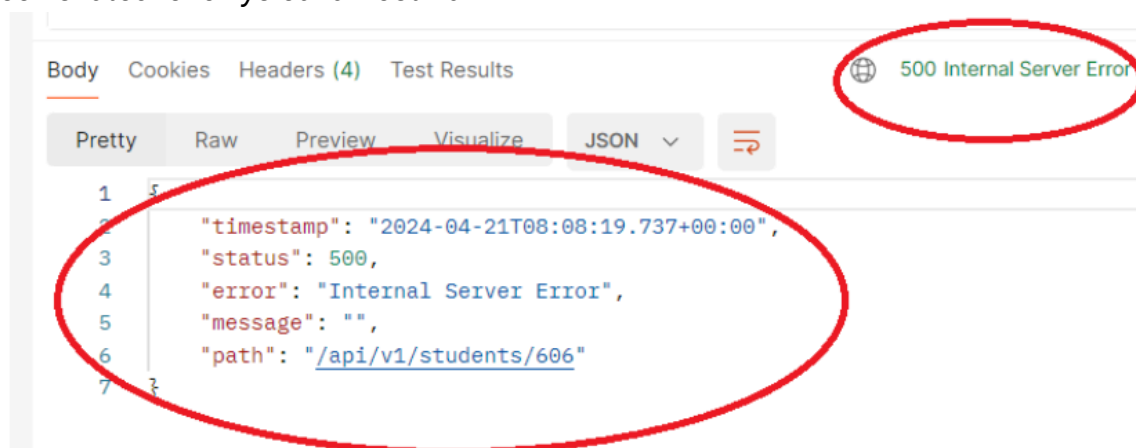 Body Cookies Headers (4) Test Results 500 Internal Server Error
Pretty Raw Preview Visualize JSON
1 {
2 "timestamp": "2024-04-21T08:08:19.737+00:00",
3 "status": 500,
4 "error": "Internal Server Error",
5 "message": "",
6 "path": "/api/v1/students/606"
7 }